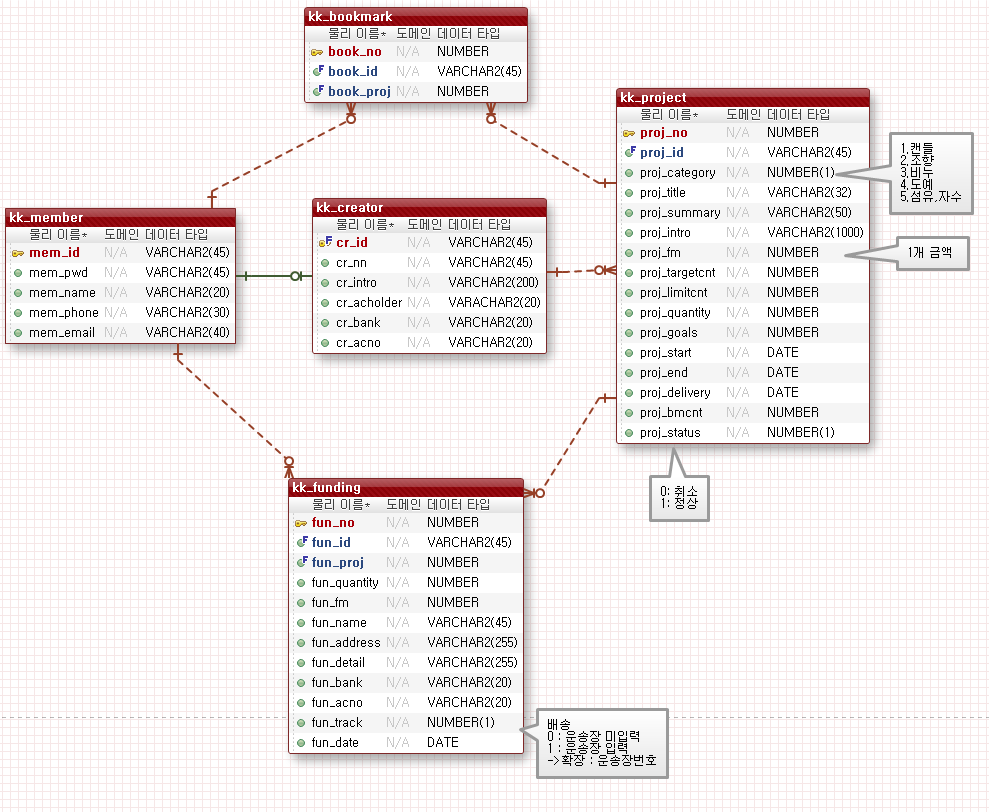 kk_bookmark
물리 이름* 도메인 데이터 타입
book_no N/A NUMBER
book_id N/A VARCHAR2(45)
book_proj N/A NUMBER
kk_project
물리 이름* 도메인 데이터 타입
proj_no N/A NUMBER
proj_id N/A VARCHAR2(45)
proj_category N/A NUMBER(1)
proj_title N/A VARCHAR2(32)
proj_summary N/A VARCHAR2(50)
proj_intro N/A VARCHAR2(1000)
proj_fm N/A NUMBER
proj_targetcnt N/A NUMBER
proj_limitcnt N/A NUMBER
proj_quantity N/A NUMBER
proj_goals N/A NUMBER
proj_start N/A DATE
proj_end N/A DATE
proj_delivery N/A DATE
proj_bmcnt N/A NUMBER
proj_status N/A NUMBER(1)
1.캔들
2.조향
3.비누
4.도예
5.섬유,자수
1개 금액
0: 취소
1: 정상
kk_member
물리 이름* 도메인 데이터 타입
mem_id N/A VARCHAR2(45)
mem_pwd N/A VARCHAR2(45)
mem_name N/A VARCHAR2(20)
mem_phone N/A VARCHAR2(30)
mem_email N/A VARCHAR2(40)
kk_creator
물리 이름* 도메인 데이터 타입
cr_id N/A VARCHAR2(45)
cr_nn N/A VARCHAR2(45)
cr_intro N/A VARCHAR2(200)
cr_acholder N/A VARACHAR2(20)
cr_bank N/A VARCHAR2(20)
cr_acno N/A VARCHAR2(20)
kk_funding
물리 이름* 도메인 데이터 타입
fun_no N/A NUMBER
fun_id N/A VARCHAR2(45)
fun_proj N/A NUMBER
fun_quantity N/A NUMBER
fun_fm N/A NUMBER
fun_name N/A VARCHAR2(45)
fun_address N/A VARCHAR2(255)
fun_detail N/A VARCHAR2(255)
fun_bank N/A VARCHAR2(20)
fun_acno N/A VARCHAR2(20)
fun_track N/A NUMBER(1)
fun_date N/A DATE
배송
0 : 운송장 미입력
1 : 운송장 입력
->확장 : 운송장번호